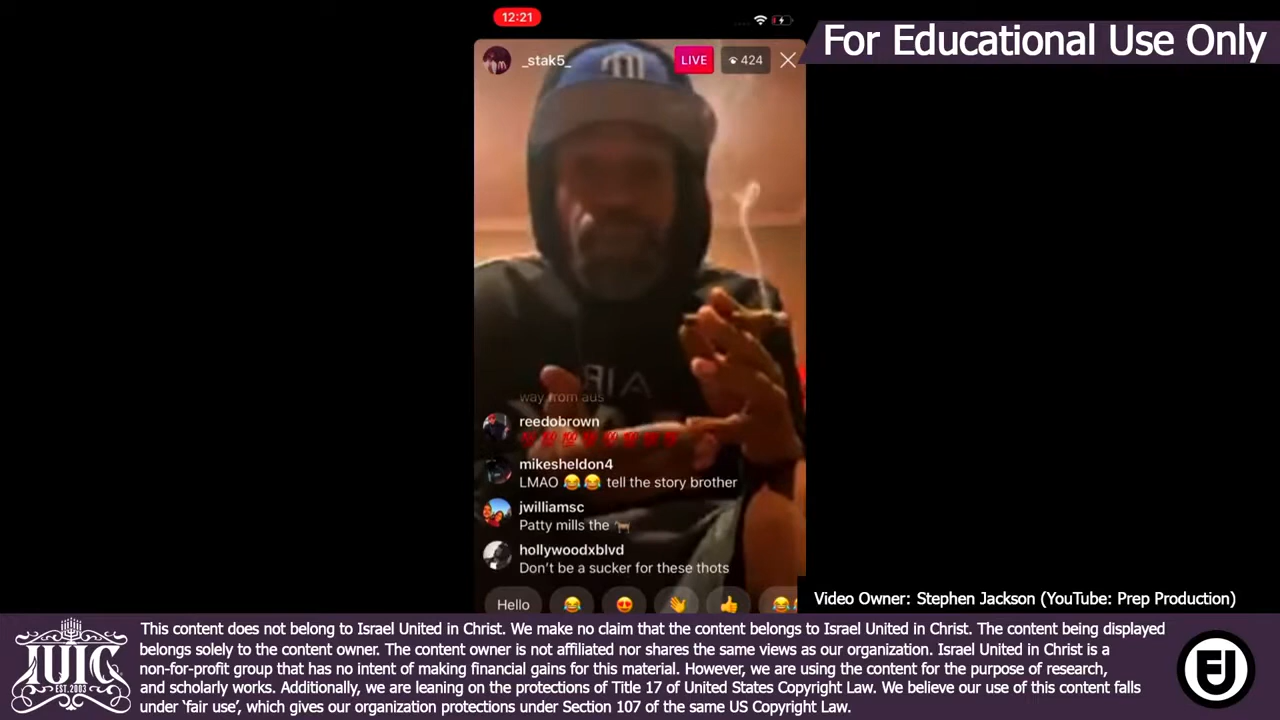 12:21
For Educational Use Only
_stak5_
LIVE
424
way from aus
reedobrown
💯💯💯💯💯💯💯💯
mikesheldon4
LMAO 😂😂 tell the story brother
jwilliamsc
Patty mills the 🐐
hollywoodxblvd
Don't be a sucker for these thots
Hello
Video Owner: Stephen Jackson (YouTube: Prep Production)
This content does not belong to Israel United in Christ. We make no claim that the content belongs to Israel United in Christ. The content being displayed
belongs solely to the content owner. The content owner is not affiliated nor shares the same views as our organization. Israel United in Christ is a
non-for-profit group that has no intent of making financial gains for this material. However, we are using the content for the purpose of research,
and scholarly works. Additionally, we are leaning on the protections of Title 17 of United States Copyright Law. We believe our use of this content falls
under 'fair use', which gives our organization protections under Section 107 of the same US Copyright Law.
IUIC
EST.2003